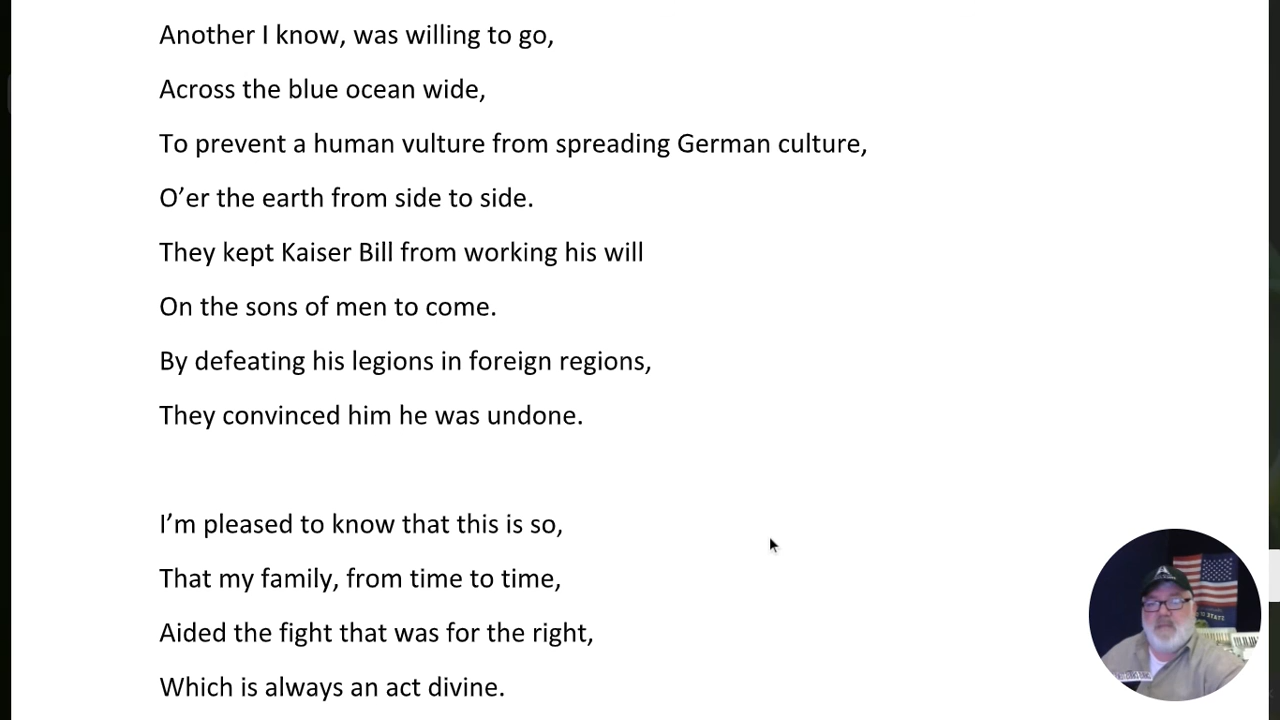 Another I know, was willing to go,
Across the blue ocean wide,
To prevent a human vulture from spreading German culture,
O’er the earth from side to side.
They kept Kaiser Bill from working his will
On the sons of men to come.
By defeating his legions in foreign regions,
They convinced him he was undone.
I’m pleased to know that this is so,
That my family, from time to time,
Aided the fight that was for the right,
Which is always an act divine.